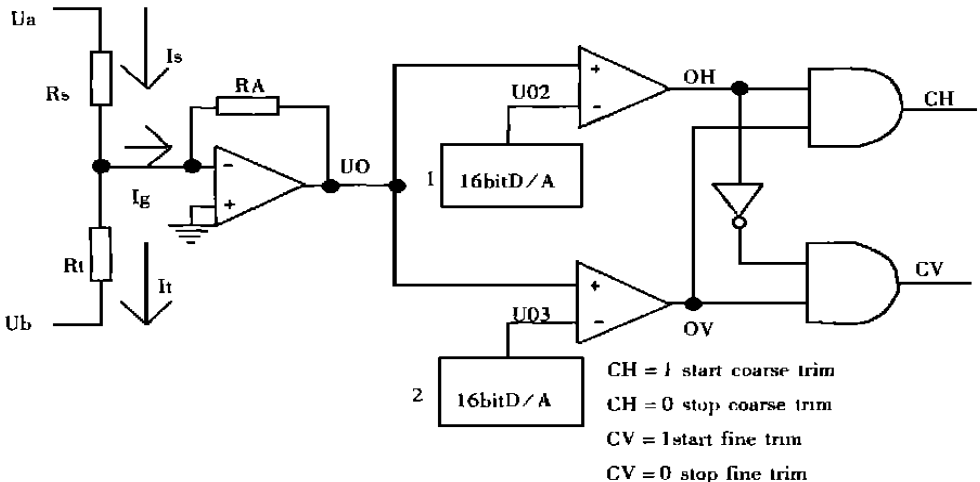 Ua
Is
Rs
RA
Ig
UO
Rt
It
Ub
U02
1
16bitD/A
OH
CH
U03
2
16bitD/A
OV
CV
CH = 1 start coarse trim
CH = 0 stop coarse trim
CV = 1start fine trim
CV = 0 stop fine trim